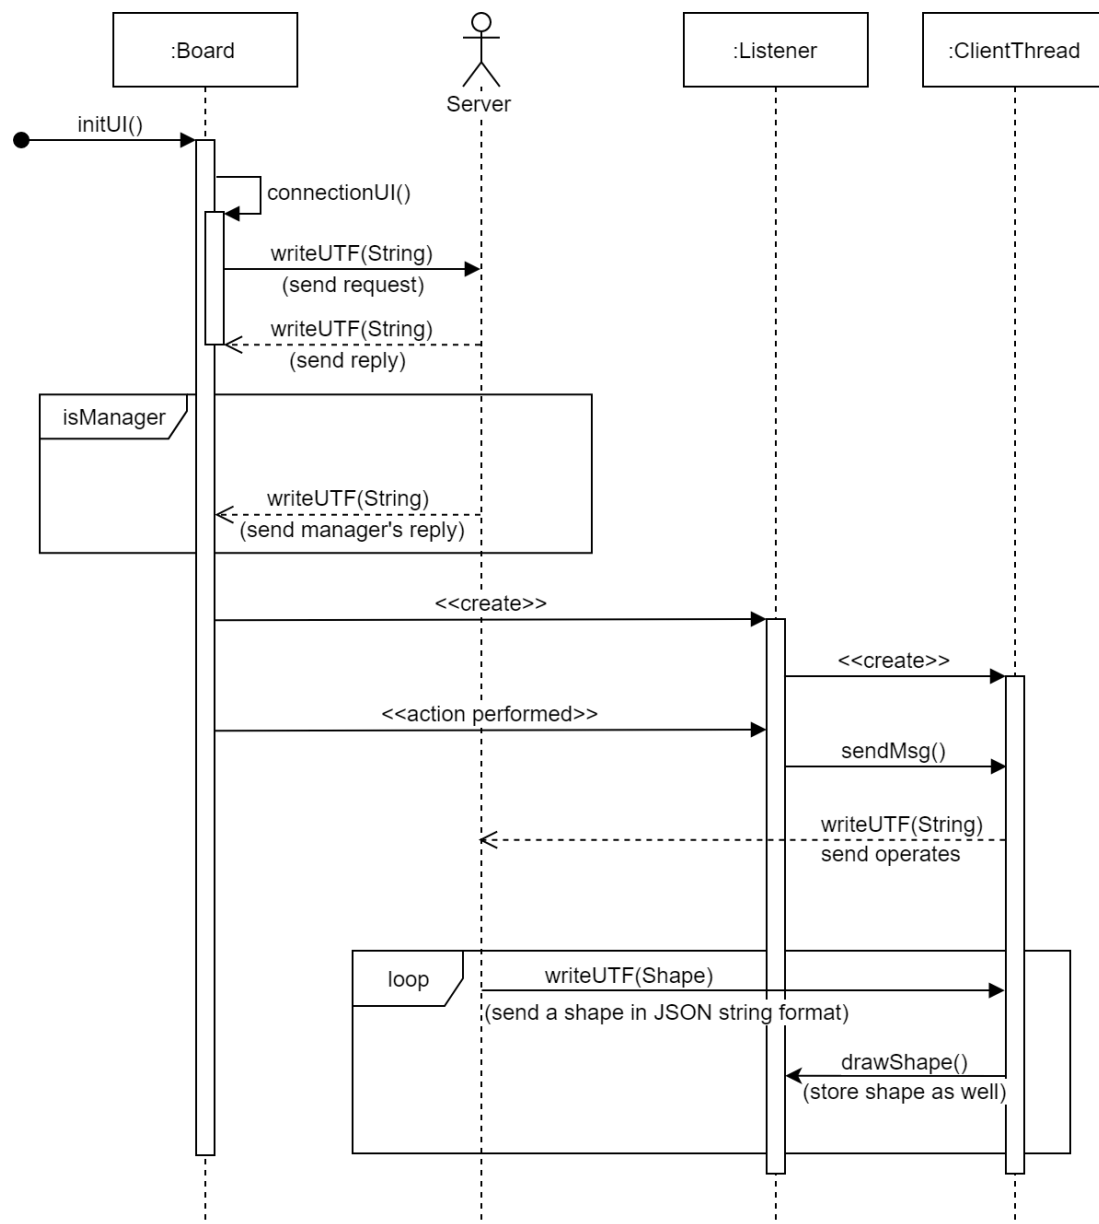 :Board
Server
:Listener
:ClientThread
initUI()
connectionUI()
writeUTF(String)
(send request)
writeUTF(String)
(send reply)
isManager
writeUTF(String)
(send manager's reply)
<<create>>
<<create>>
<<action performed>>
sendMsg()
writeUTF(String)
send operates
loop
writeUTF(Shape)
(send a shape in JSON string format)
drawShape()
(store shape as well)